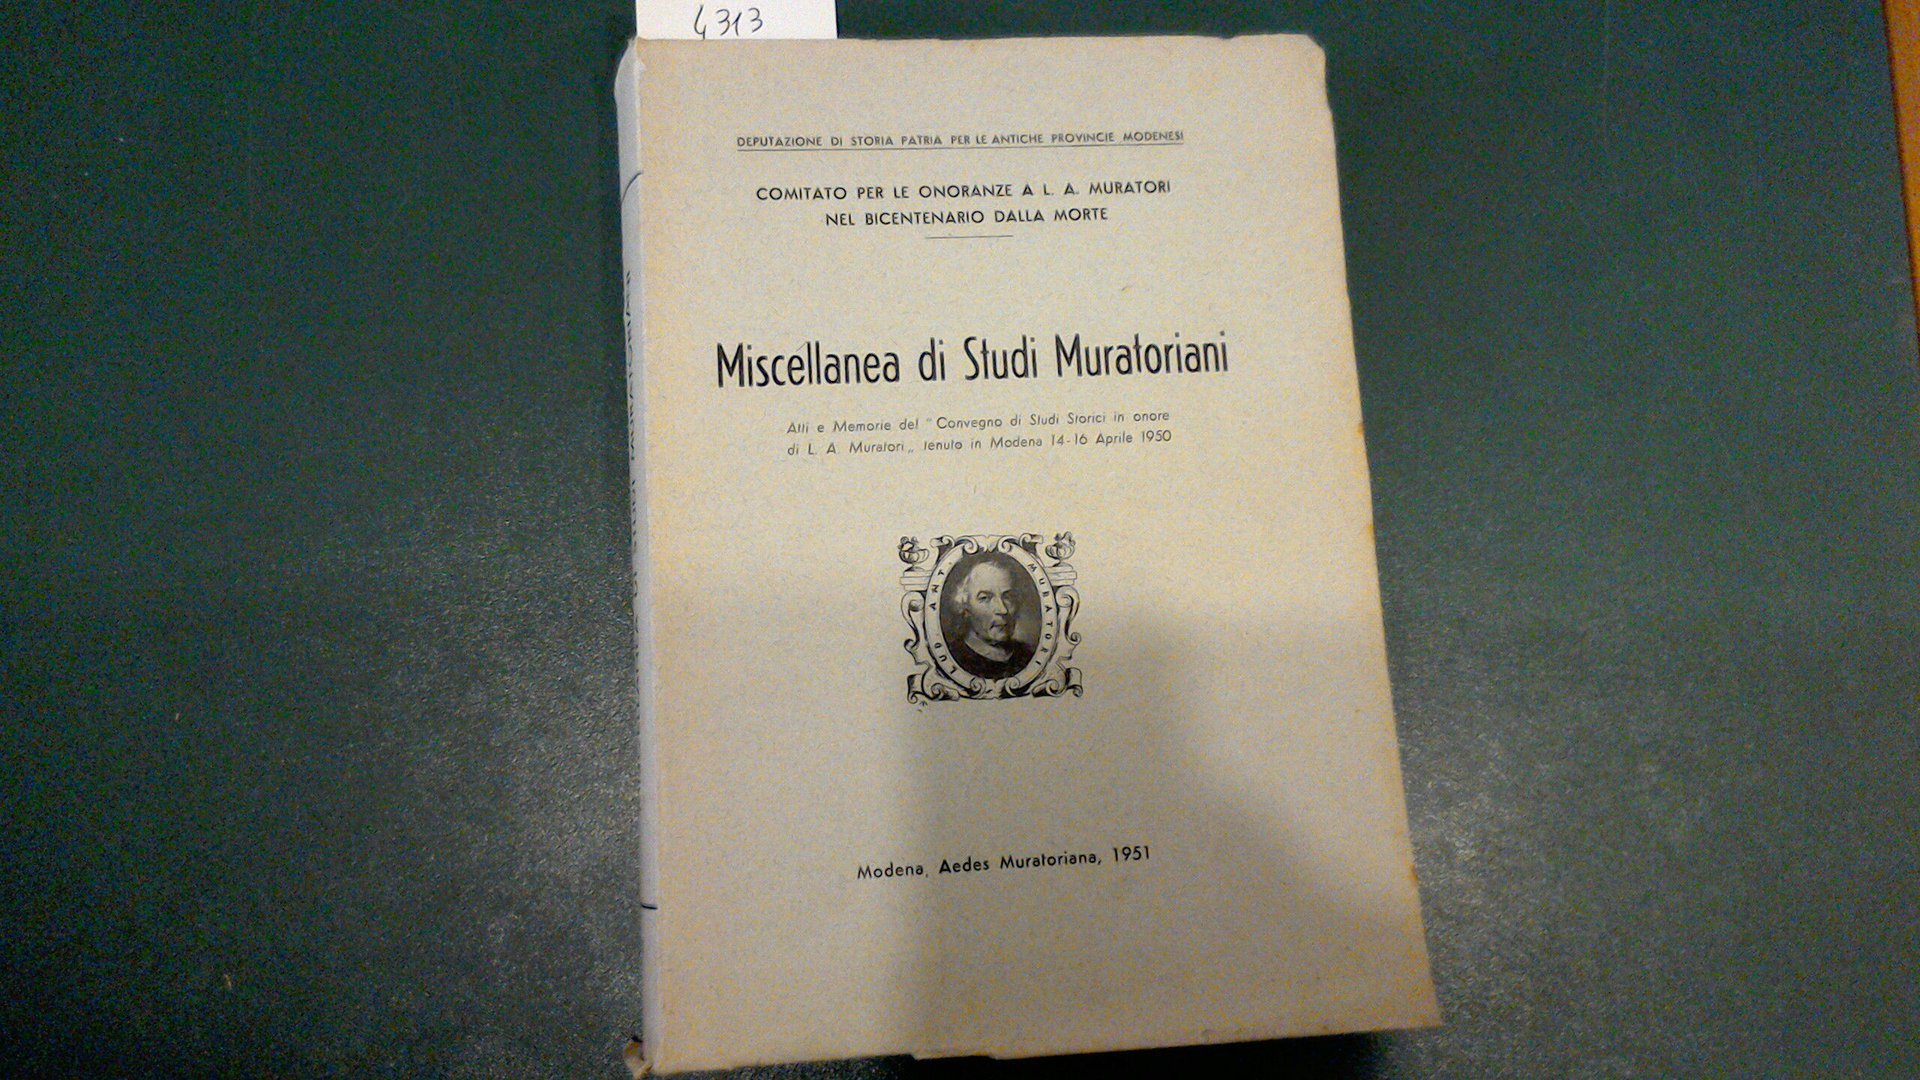 4313
DEPUTAZIONE DI STORIA PATRIA PER LE ANTICHE PROVINCIE MODENESI
COMITATO PER LE ONORANZE A L. A. MURATORI
NEL BICENTENARIO DALLA MORTE
Miscellanea di Studi Muratoriani
Atti e Memorie del “Convegno di Studi Storici in onore
di L. A. Muratori„ tenuto in Modena 14-16 Aprile 1950
LUD. ANT. MURATORI
Modena, Aedes Muratoriana, 1951